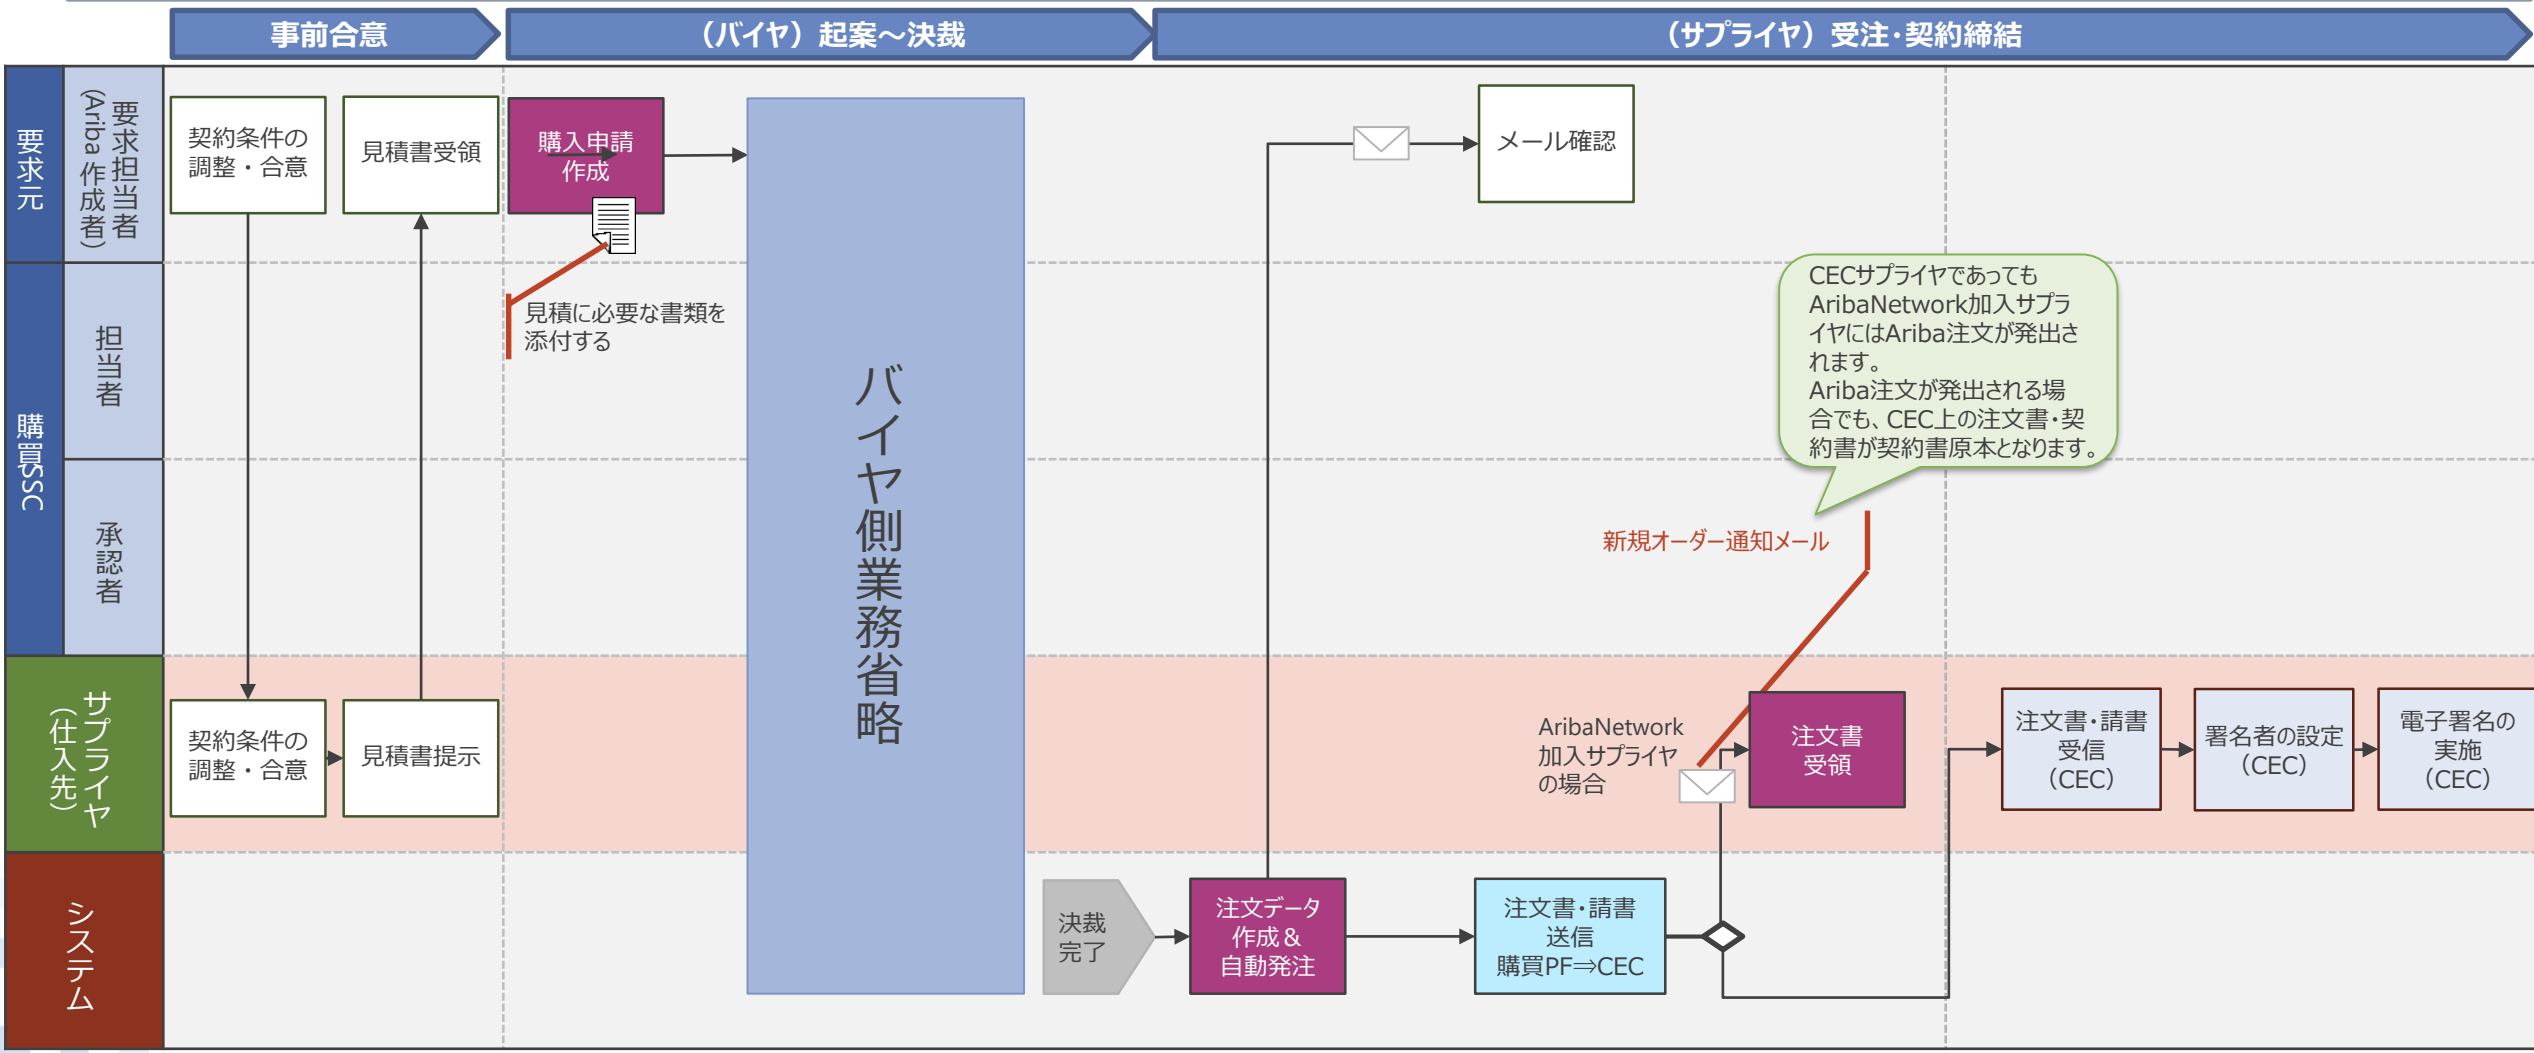 事前合意
（バイヤ）起案～決裁
（サプライヤ）受注・契約締結
要求元
要求担当者
（Ariba 作成者）
契約条件の
調整・合意
見積書受領
購入申請
作成
メール確認
購買SSC
担当者
見積に必要な書類を
添付する
バイヤ側業務省略
CECサプライヤであっても
AribaNetwork加入サプラ
イヤにはAriba注文が発出さ
れます。
Ariba注文が発出される場
合でも、CEC上の注文書・契
約書が契約書原本となります。
承認者
新規オーダー通知メール
サプライヤ
（仕入先）
契約条件の
調整・合意
見積書提示
AribaNetwork
加入サプライヤ
の場合
注文書
受領
注文書・請書
受信
（CEC）
署名者の設定
（CEC）
電子署名の
実施
（CEC）
システム
決裁
完了
注文データ
作成＆
自動発注
注文書・請書
送信
購買PF⇒CEC